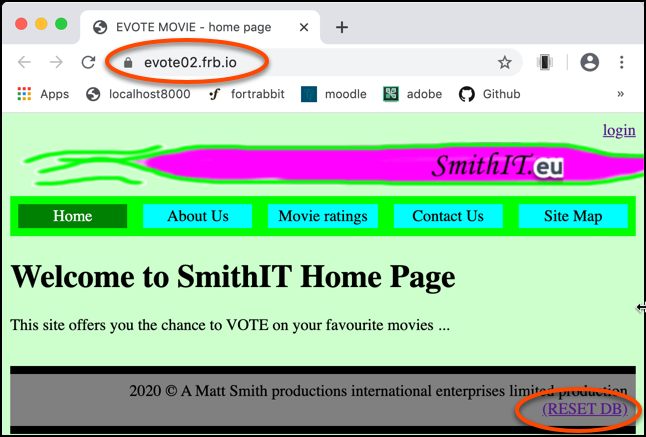 EVOTE MOVIE - home page
evote02.frb.io
Apps localhost8000 fortrabbit moodle adobe Github »
login
SmithIT.eu
Home About Us Movie ratings Contact Us Site Map
Welcome to SmithIT Home Page
This site offers you the chance to VOTE on your favourite movies ...
2020 © A Matt Smith productions international enterprises limited production
(RESET DB)